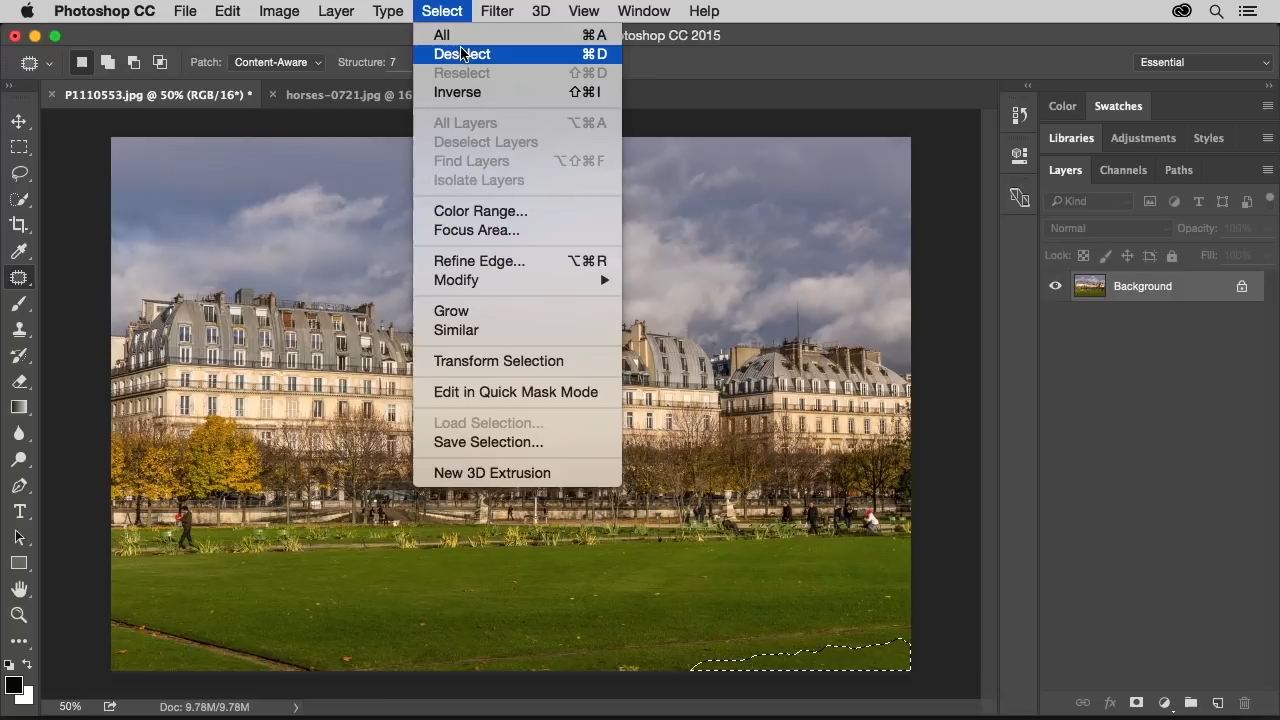 Photoshop CC File Edit Image Layer Type Select Filter 3D View Window Help
toshop CC 2015
Patch: Content-Aware Structure: 7 Essential
× P1110553.jpg @ 50% (RGB/16*) * × horses-0721.jpg @ 16
All ⌘A
Deselect ⌘D
Reselect ⇧⌘D
Inverse ⇧⌘I
All Layers ⌥⌘A
Deselect Layers
Find Layers ⌥⇧⌘F
Isolate Layers
Color Range...
Focus Area...
Refine Edge... ⌥⌘R
Modify
Grow
Similar
Transform Selection
Edit in Quick Mask Mode
Load Selection...
Save Selection...
New 3D Extrusion
Color Swatches
Libraries Adjustments Styles
Layers Channels Paths
Kind
Normal Opacity: 100%
Lock: Fill: 100%
Background
50% Doc: 9.78M/9.78M